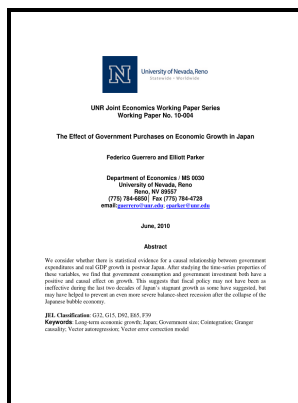 N
University of Nevada, Reno
Statewide • Worldwide
UNR Joint Economics Working Paper Series
Working Paper No. 10-004
The Effect of Government Purchases on Economic Growth in Japan
Federico Guerrero and Elliott Parker
Department of Economics / MS 0030
University of Nevada, Reno
Reno, NV 89557
(775) 784-6850│ Fax (775) 784-4728
email:guerrero@unr.edu; eparker@unr.edu
June, 2010
Abstract
We consider whether there is statistical evidence for a causal relationship between government
expenditures and real GDP growth in postwar Japan. After studying the time-series properties of
these variables, we find that government consumption and government investment both have a
positive and causal effect on growth. This suggests that fiscal policy may not have been as
ineffective during the last two decades of Japan's stagnant growth as some have suggested, but
may have helped to prevent an even more severe balance-sheet recession after the collapse of the
Japanese bubble economy.
JEL Classification: G32, G15, D92, E65, F39
Keywords: Long-term economic growth; Japan; Government size; Cointegration; Granger
causality; Vector autoregression; Vector error correction model